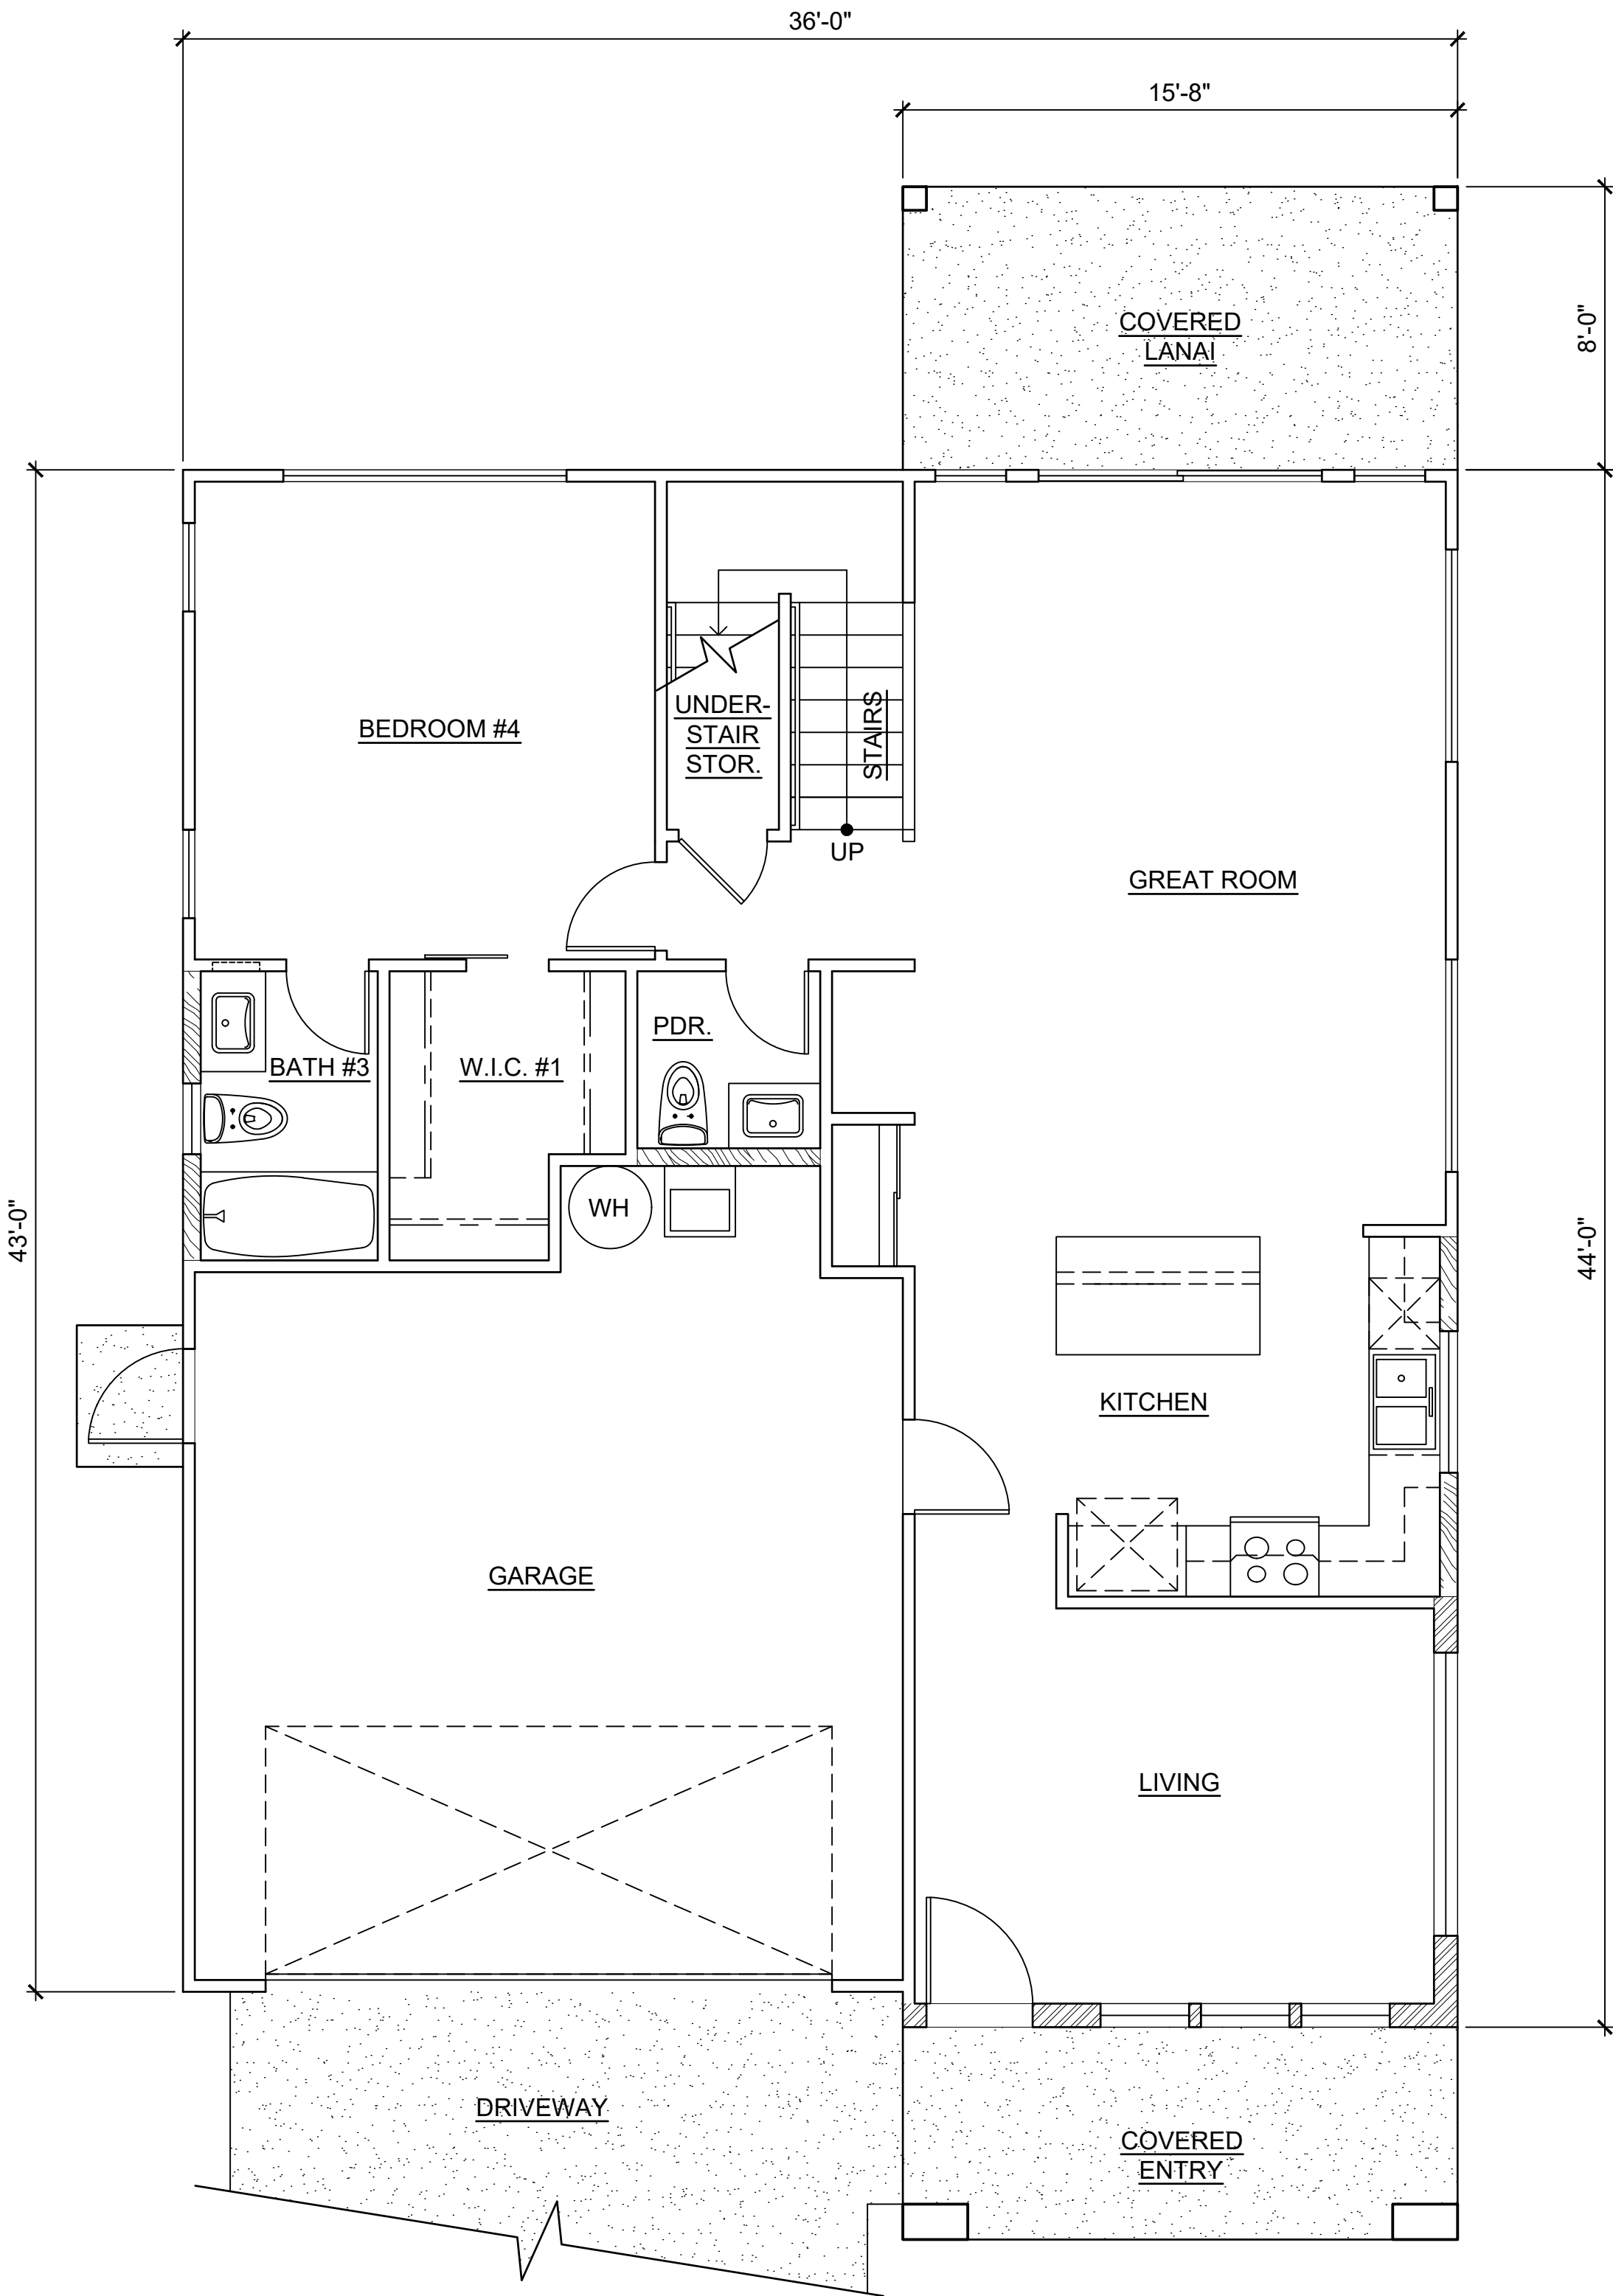 36'-0"
15'-8"
COVERED
LANAI
8'-0"
BEDROOM #4
UNDER-
STAIR
STOR.
STAIRS
UP
GREAT ROOM
PDR.
BATH #3
W.I.C. #1
WH
43'-0"
44'-0"
KITCHEN
GARAGE
LIVING
DRIVEWAY
COVERED
ENTRY